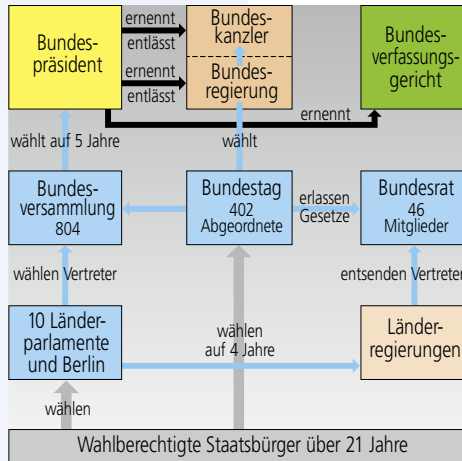 Bundes-
präsident
ernennt
entlässt
ernennt
entlässt
Bundes-
kanzler
Bundes-
regierung
Bundes-
verfassungs-
gericht
ernennt
wählt auf 5 Jahre
wählt
Bundes-
versammlung
804
Bundestag
402
Abgeordnete
erlassen
Gesetze
Bundesrat
46
Mitglieder
wählen Vertreter
entsenden Vertreter
10 Länder-
parlamente
und Berlin
wählen
auf 4 Jahre
Länder-
regierungen
wählen
Wahlberechtigte Staatsbürger über 21 Jahre